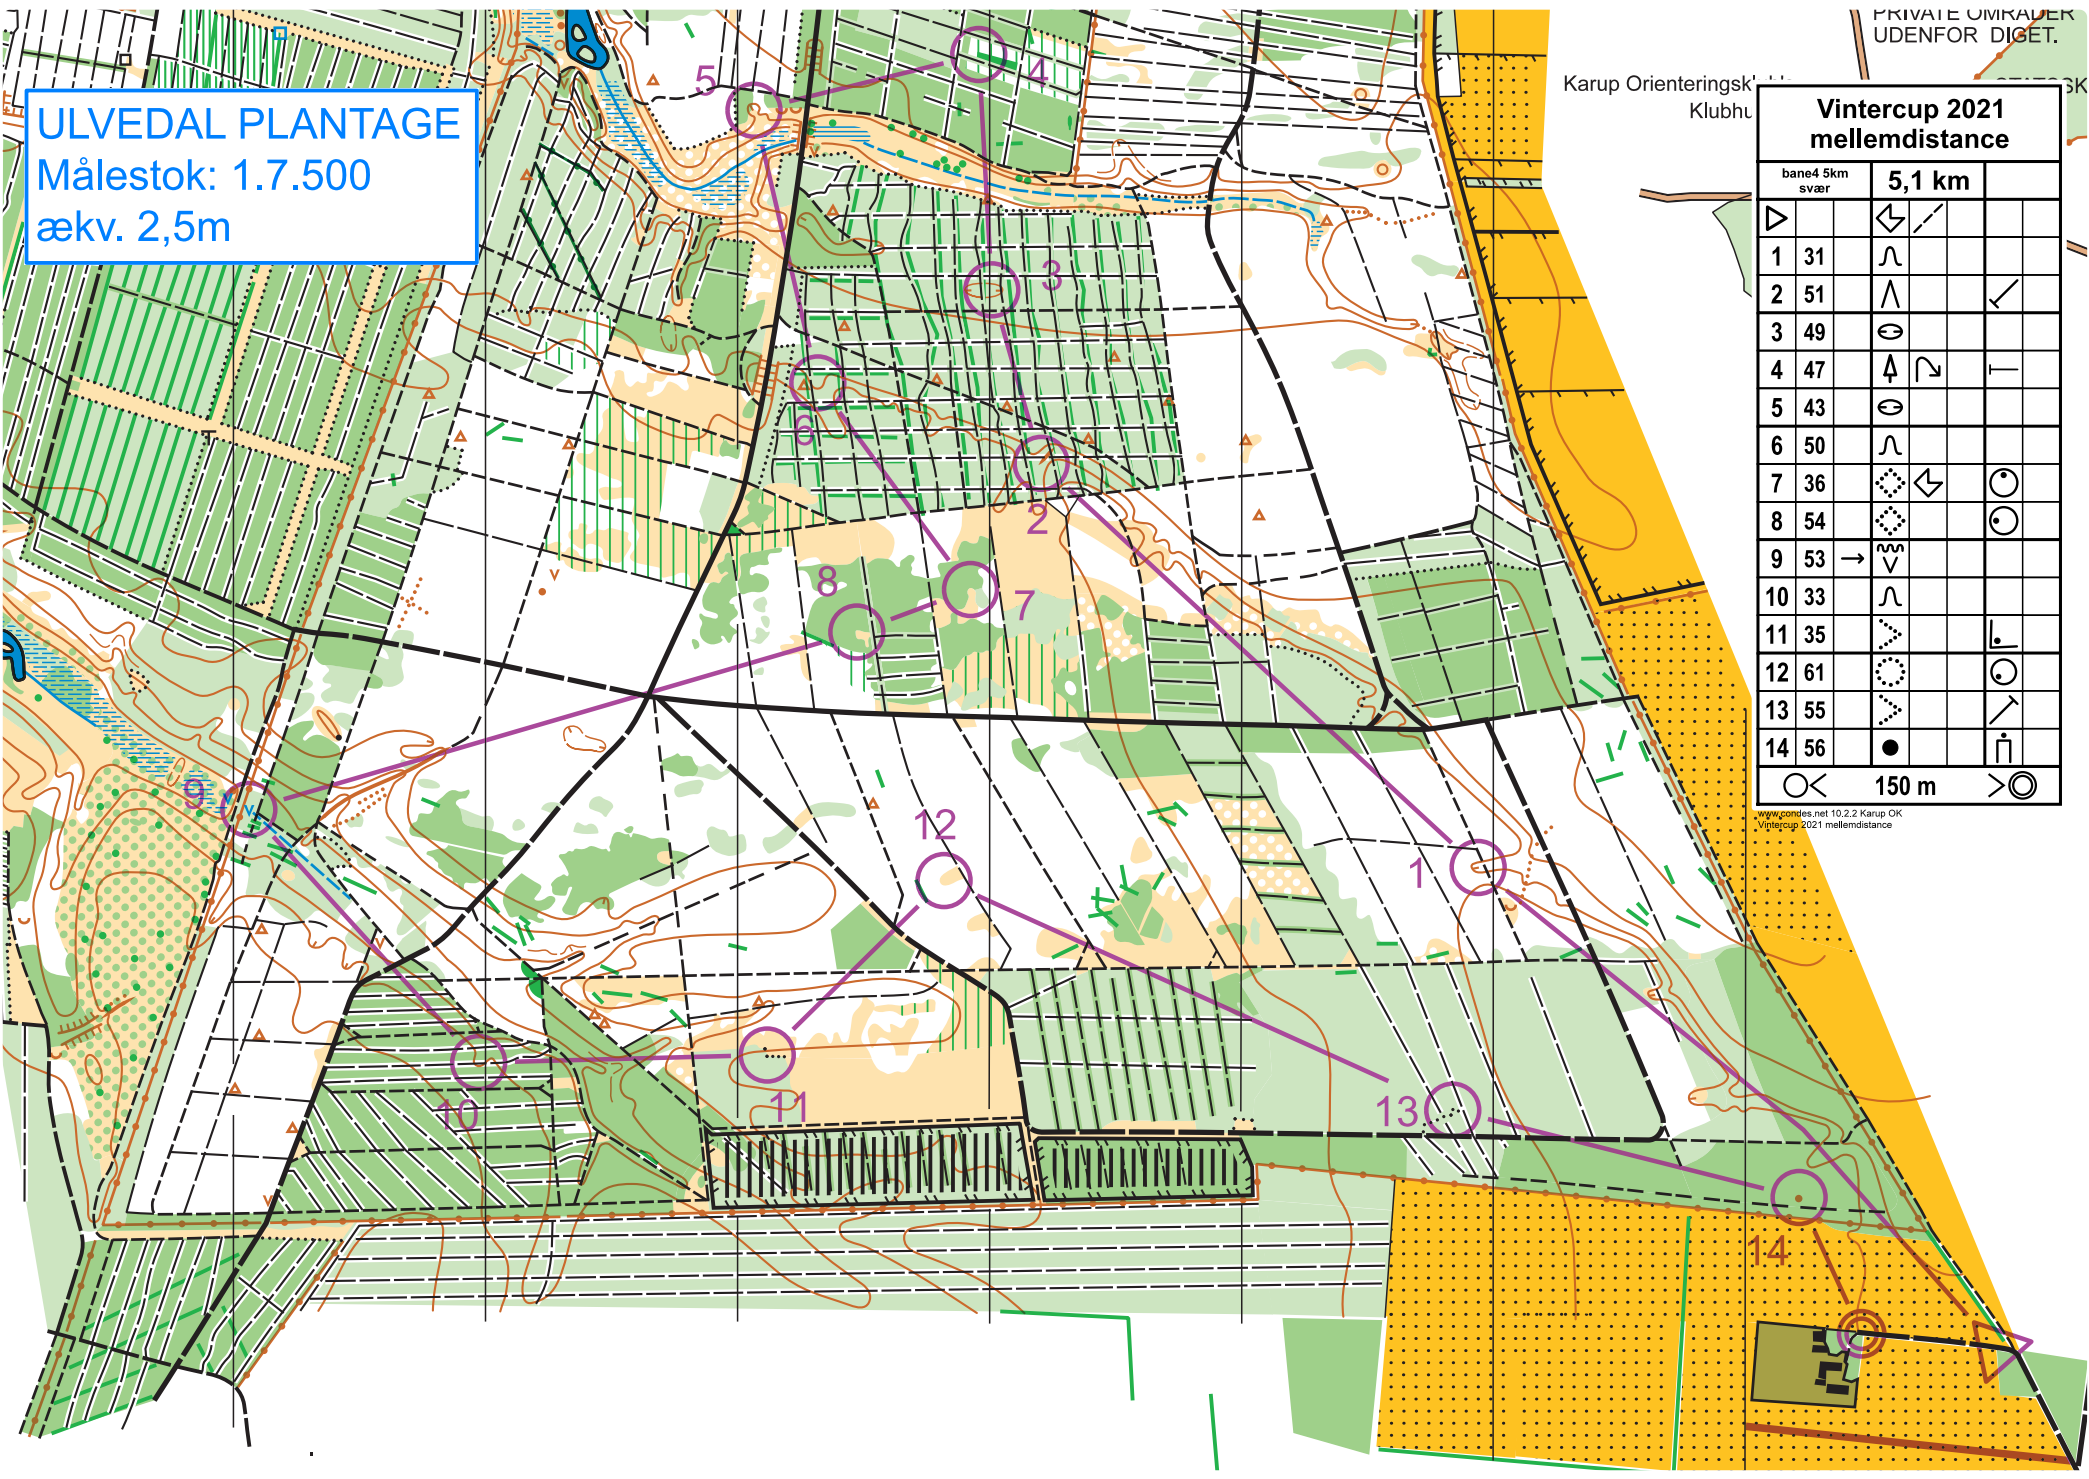 ULVEDAL PLANTAGE
Målestok: 1.7.500
ækv. 2,5m
PRIVATE OMRÅDER
UDENFOR DIGET.
Karup Orienteringsk
Klubhu
SK
Vintercup 2021
mellemdistance
bane4 5km
svær
5,1 km
1 31
2 51
3 49
4 47
5 43
6 50
7 36
8 54
9 53
10 33
11 35
12 61
13 55
14 56
150 m
www.condes.net 10.2.2 Karup OK
Vintercup 2021 mellemdistance
5
4
3
6
2
8
7
9
12
1
10
11
13
14